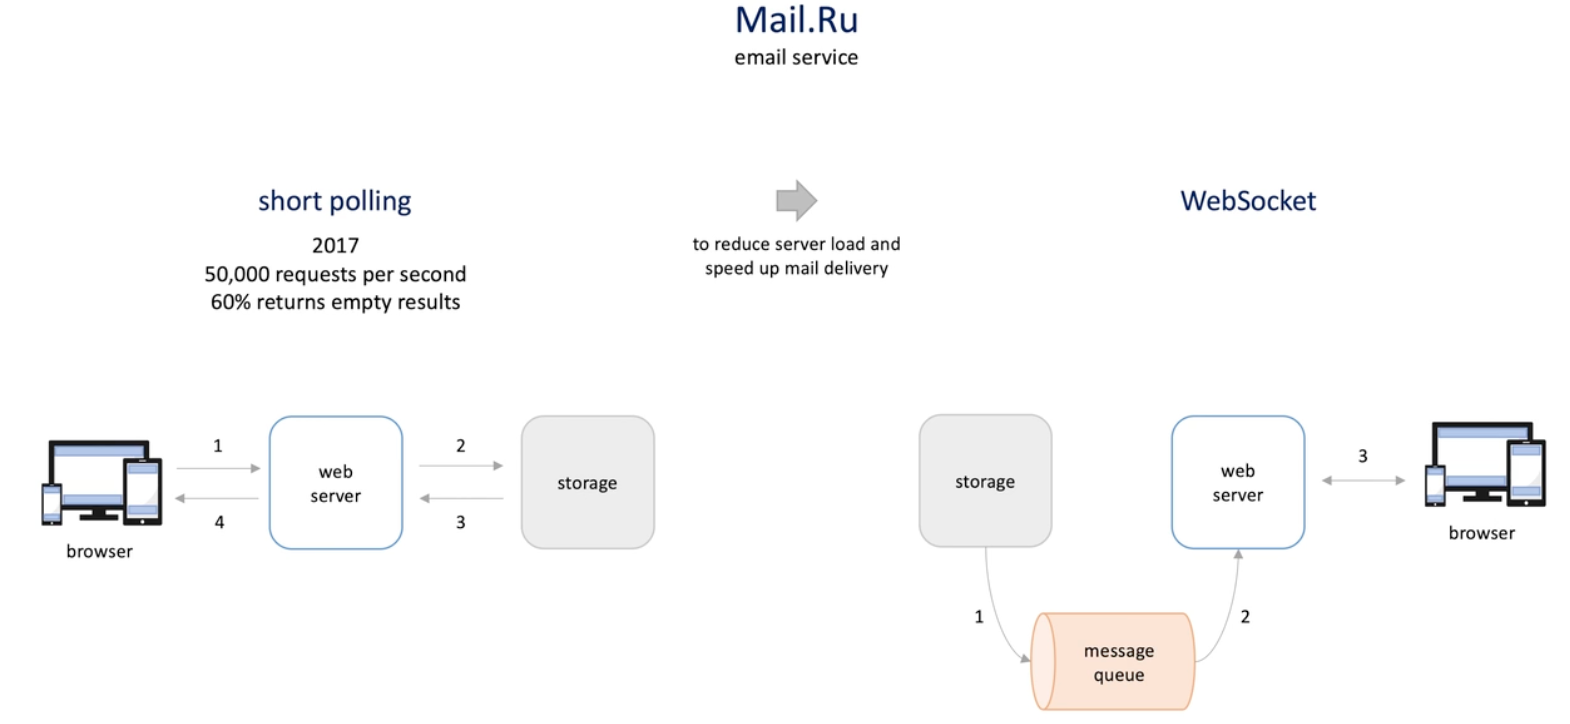 Mail.Ru
email service
short polling
2017
50,000 requests per second
60% returns empty results
to reduce server load and
speed up mail delivery
WebSocket
browser
1
4
web
server
2
3
storage
storage
1
message
queue
2
web
server
3
browser